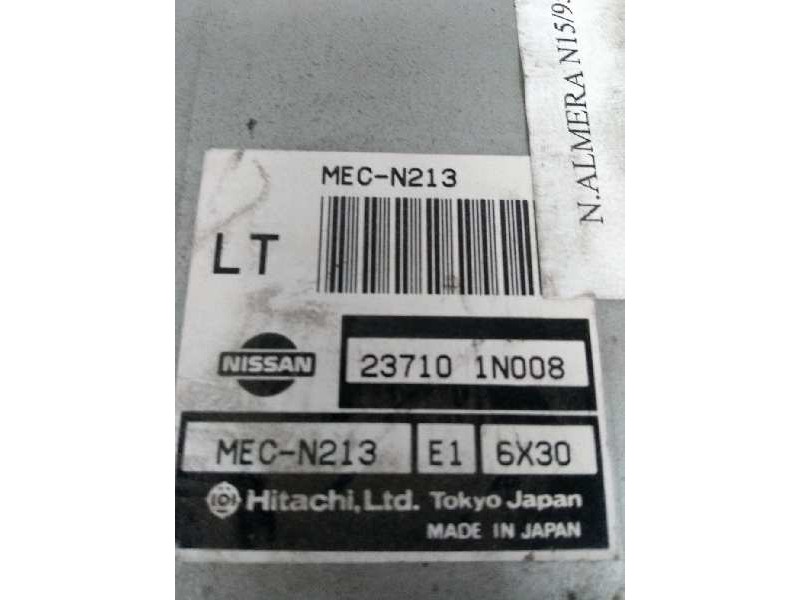 N.ALMERA N15/9
MEC-N213
LT
NISSAN
23710 1N008
MEC-N213 E1 6X30
Hitachi, Ltd. Tokyo Japan
MADE IN JAPAN